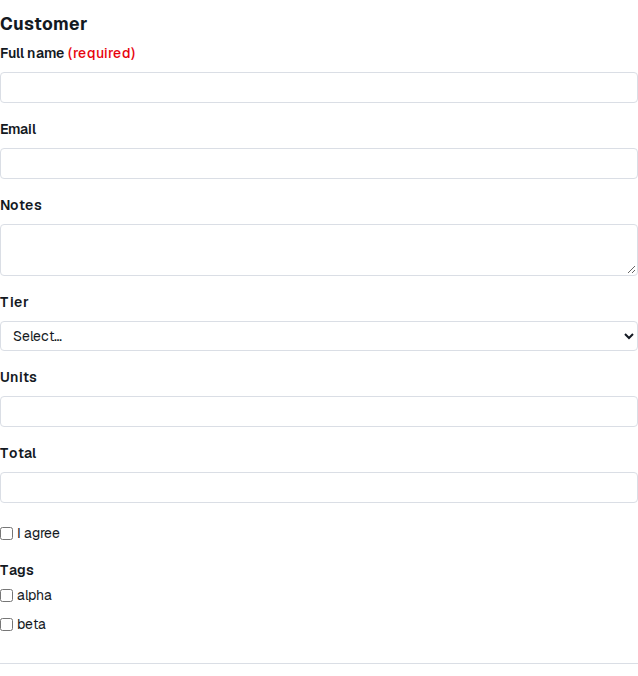 Customer
Full name (required)
Email
Notes
Tier
Select...
Units
Total
I agree
Tags
alpha
beta